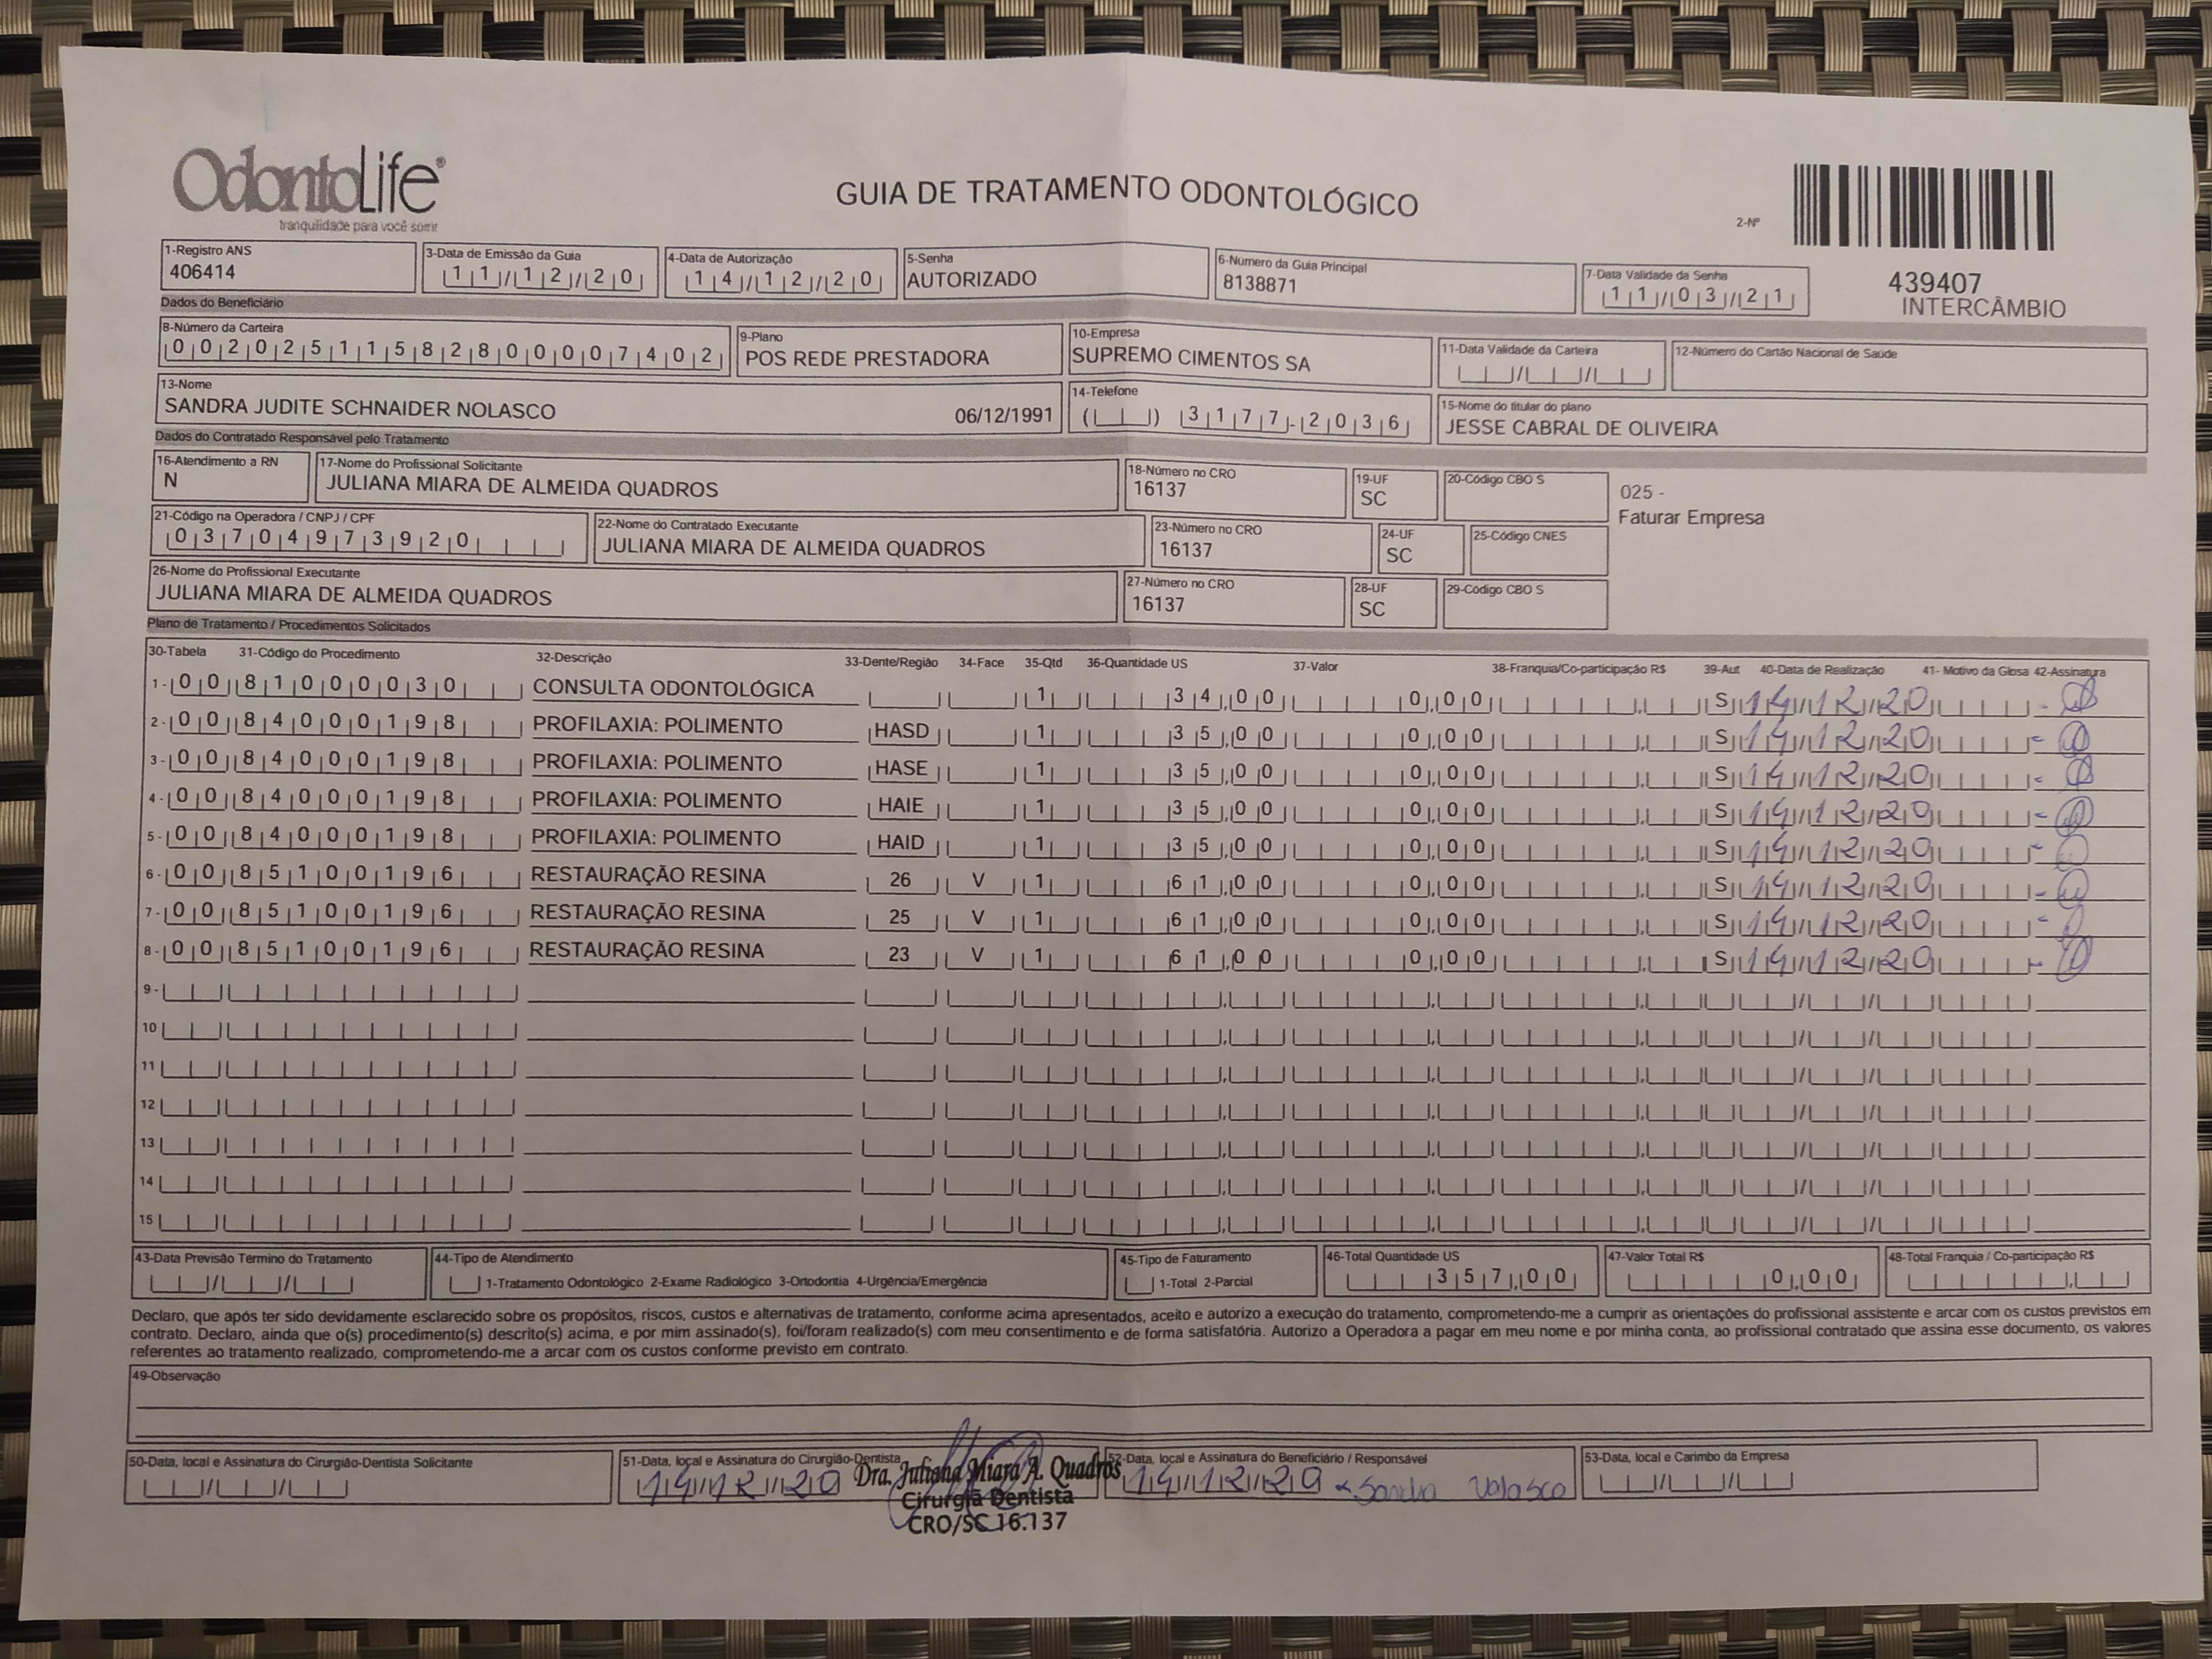 OdontoLife®
tranquilidade para você sorrir
GUIA DE TRATAMENTO ODONTOLÓGICO
2-Nº
439407
INTERCÂMBIO
1-Registro ANS
406414
3-Data de Emissão da Guia
11/12/20
4-Data de Autorização
14/12/20
5-Senha
AUTORIZADO
6-Número da Guia Principal
8138871
7-Data Validade da Senha
11/03/21
Dados do Beneficiário
8-Número da Carteira
00202511582800007402
9-Plano
POS REDE PRESTADORA
10-Empresa
SUPREMO CIMENTOS SA
11-Data Validade da Carteira
12-Número do Cartão Nacional de Saúde
13-Nome
SANDRA JUDITE SCHNAIDER NOLASCO 06/12/1991
14-Telefone
( ) 3177-2036
15-Nome do titular do plano
JESSE CABRAL DE OLIVEIRA
Dados do Contratado Responsável pelo Tratamento
16-Atendimento a RN
N
17-Nome do Profissional Solicitante
JULIANA MIARA DE ALMEIDA QUADROS
18-Número no CRO
16137
19-UF
SC
20-Código CBO S
025 -
Faturar Empresa
21-Código na Operadora / CNPJ / CPF
03704973920
22-Nome do Contratado Executante
JULIANA MIARA DE ALMEIDA QUADROS
23-Número no CRO
16137
24-UF
SC
25-Código CNES
26-Nome do Profissional Executante
JULIANA MIARA DE ALMEIDA QUADROS
27-Número no CRO
16137
28-UF
SC
29-Código CBO S
Plano de Tratamento / Procedimentos Solicitados
30-Tabela 31-Código do Procedimento 32-Descrição 33-Dente/Região 34-Face 35-Qtd 36-Quantidade US 37-Valor 38-Franquia/Co-participação R$ 39-Aut 40-Data de Realização 41- Motivo da Glosa 42-Assinatura
1- 00 81000030 CONSULTA ODONTOLÓGICA 1 34,00 0,00 S 14/12/20
2- 00 84000198 PROFILAXIA: POLIMENTO HASD 1 35,00 0,00 S 14/12/20
3- 00 84000198 PROFILAXIA: POLIMENTO HASE 1 35,00 0,00 S 14/12/20
4- 00 84000198 PROFILAXIA: POLIMENTO HAIE 1 35,00 0,00 S 14/12/20
5- 00 84000198 PROFILAXIA: POLIMENTO HAID 1 35,00 0,00 S 14/12/20
6- 00 85100196 RESTAURAÇÃO RESINA 26 V 1 61,00 0,00 S 14/12/20
7- 00 85100196 RESTAURAÇÃO RESINA 25 V 1 61,00 0,00 S 14/12/20
8- 00 85100196 RESTAURAÇÃO RESINA 23 V 1 61,00 0,00 S 14/12/20
9-
10
11
12
13
14
15
43-Data Previsão Termino do Tratamento
44-Tipo de Atendimento
1-Tratamento Odontológico 2-Exame Radiológico 3-Ortodontia 4-Urgência/Emergência
45-Tipo de Faturamento
1-Total 2-Parcial
46-Total Quantidade US
357,00
47-Valor Total R$
0,00
48-Total Franquia / Co-participação R$
Declaro, que após ter sido devidamente esclarecido sobre os propósitos, riscos, custos e alternativas de tratamento, conforme acima apresentados, aceito e autorizo a execução do tratamento, comprometendo-me a cumprir as orientações do profissional assistente e arcar com os custos previstos em
contrato. Declaro, ainda que o(s) procedimento(s) descrito(s) acima, e por mim assinado(s), foi/foram realizado(s) com meu consentimento e de forma satisfatória. Autorizo a Operadora a pagar em meu nome e por minha conta, ao profissional contratado que assina esse documento, os valores
referentes ao tratamento realizado, comprometendo-me a arcar com os custos conforme previsto em contrato.
49-Observação
50-Data, local e Assinatura do Cirurgião-Dentista Solicitante
51-Data, local e Assinatura do Cirurgião-Dentista
14/12/20
Dra. Juliana Miara A. Quadros
Cirurgiã Dentista
CRO/SC 16.137
52-Data, local e Assinatura do Beneficiário / Responsável
14/12/20 x Sandra Nolasco
53-Data, local e Carimbo da Empresa